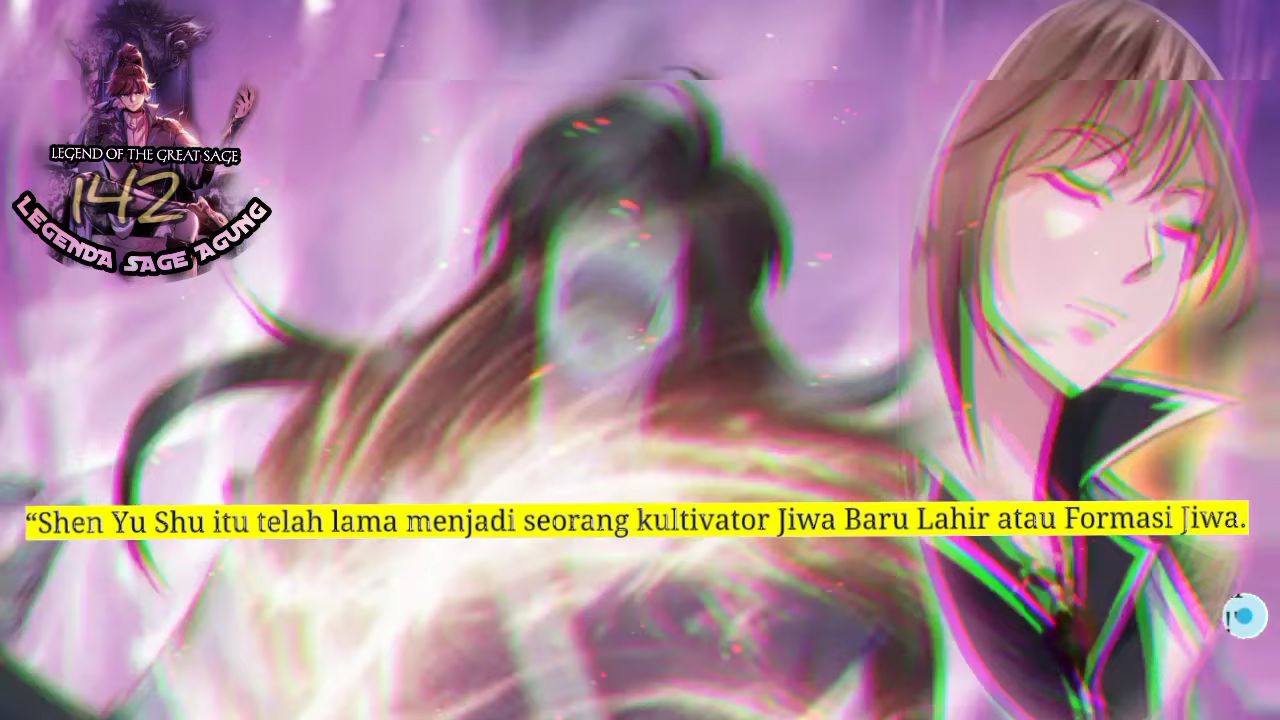 LEGEND OF THE GREAT SAGE
142
LEGENDA SAGE AGUNG
“Shen Yu Shu itu telah lama menjadi seorang kultivator Jiwa Baru Lahir atau Formasi Jiwa.